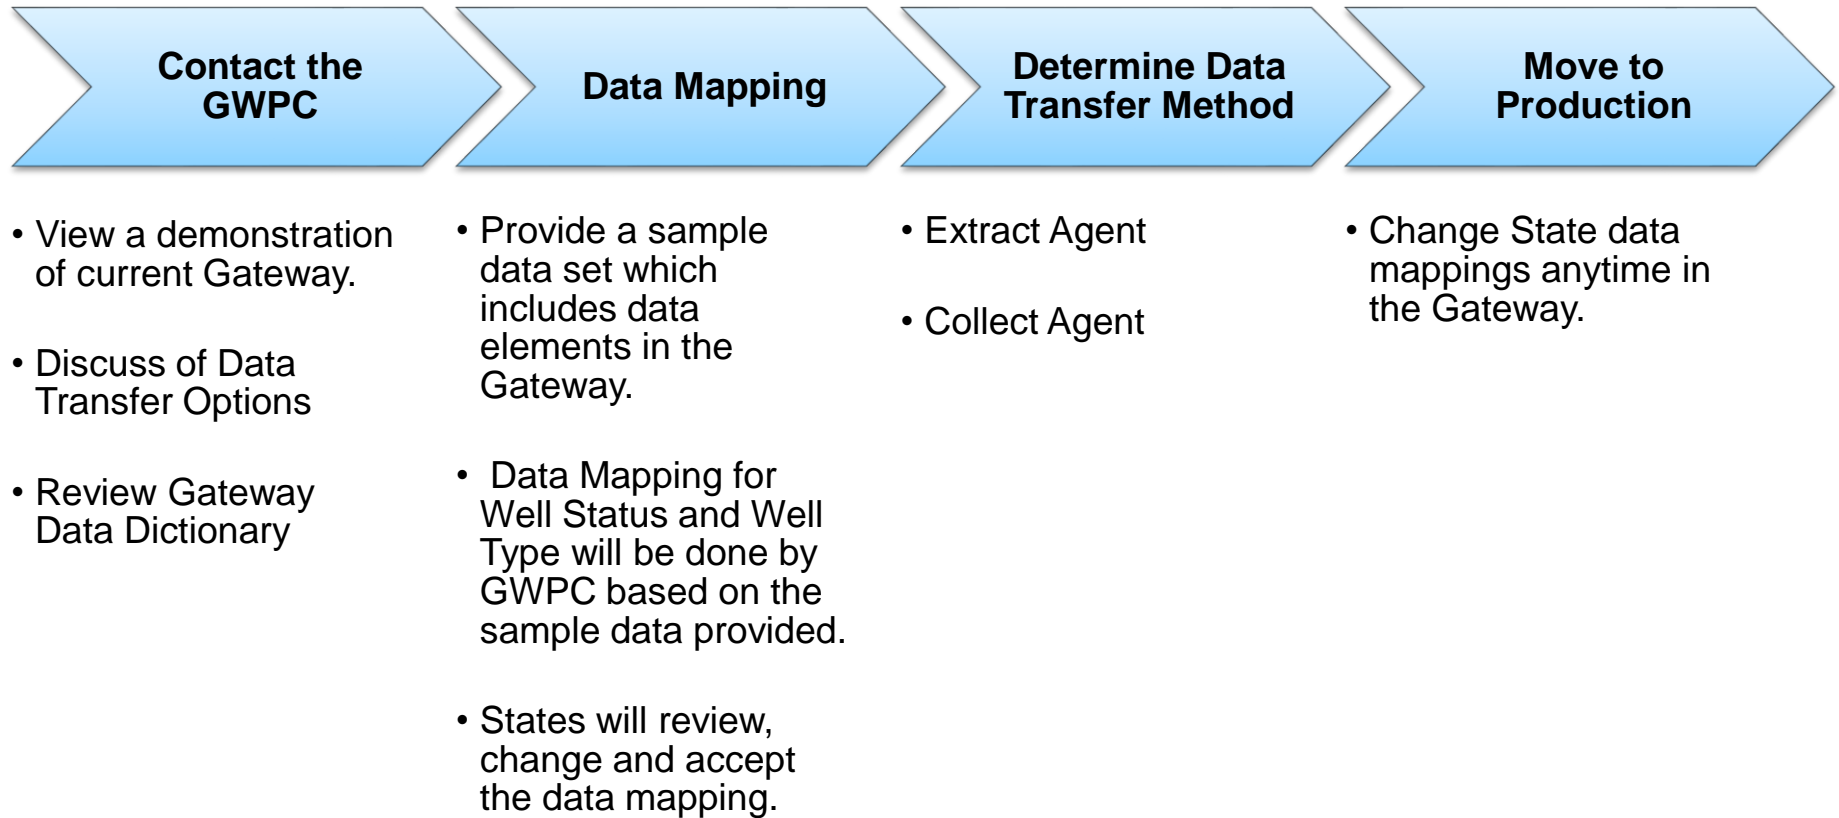 Contact the
GWPC
Data Mapping
Determine Data
Transfer Method
Move to
Production
• View a demonstration
of current Gateway.
• Discuss of Data
Transfer Options
• Review Gateway
Data Dictionary
• Provide a sample
data set which
includes data
elements in the
Gateway.
• Data Mapping for
Well Status and Well
Type will be done by
GWPC based on the
sample data provided.
• States will review,
change and accept
the data mapping.
• Extract Agent
• Collect Agent
• Change State data
mappings anytime in
the Gateway.